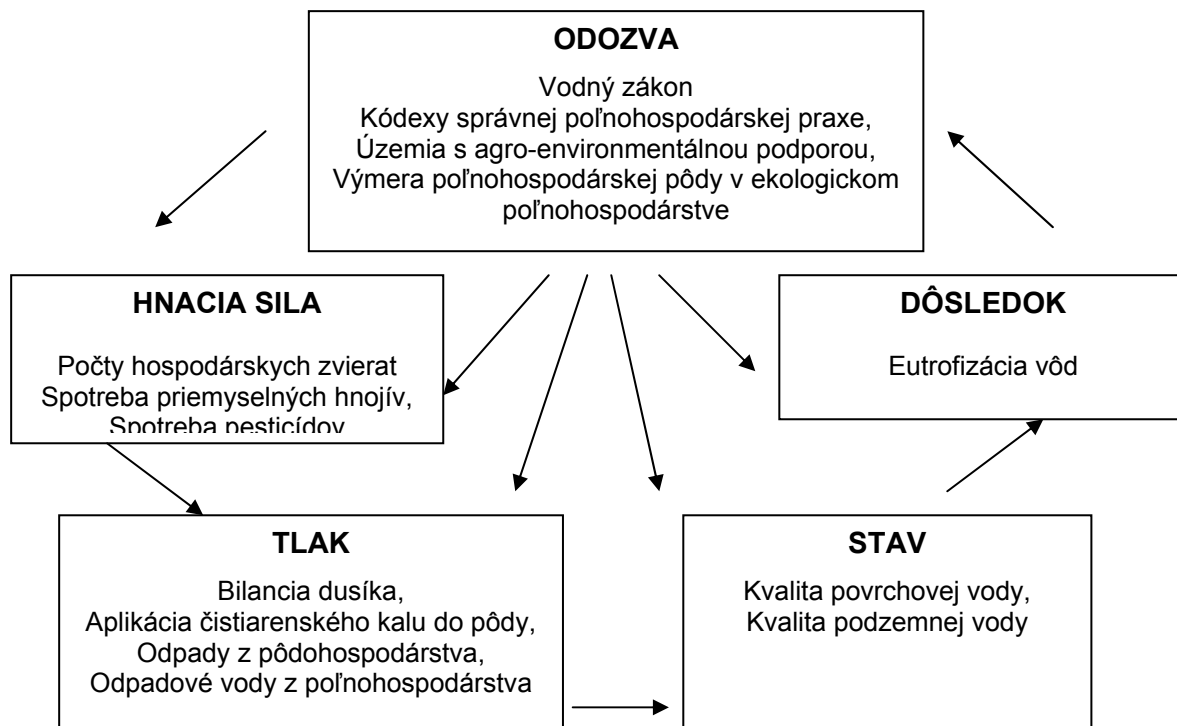 ODOZVA
Vodný zákon
Kódexy správnej poľnohospodárskej praxe,
Územia s agro-environmentálnou podporou,
Výmera poľnohospodárskej pôdy v ekologickom
poľnohospodárstve
HNACIA SILA
Počty hospodárskych zvierat
Spotreba priemyselných hnojív,
Spotreba pesticídov
DÔSLEDOK
Eutrofizácia vôd
TLAK
Bilancia dusíka,
Aplikácia čistiarenského kalu do pôdy,
Odpady z pôdohospodárstva,
Odpadové vody z poľnohospodárstva
STAV
Kvalita povrchovej vody,
Kvalita podzemnej vody